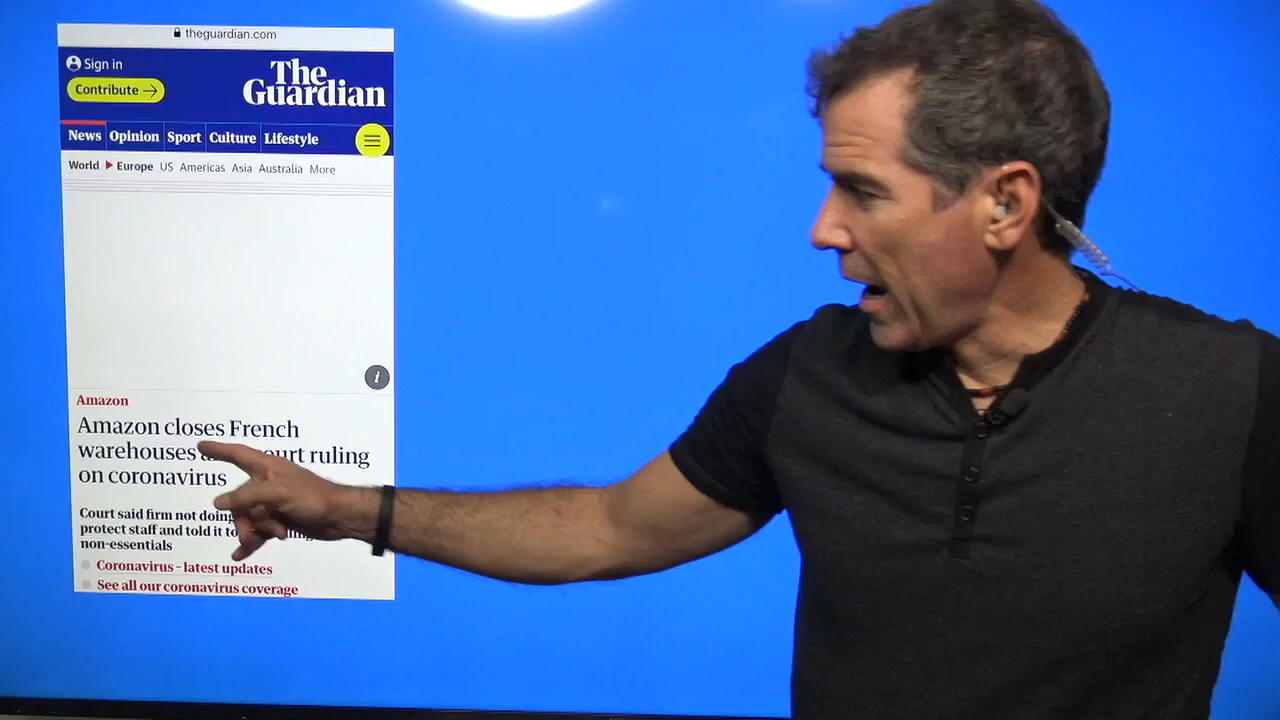 theguardian.com
Sign in
Contribute
The
Guardian
News Opinion Sport Culture Lifestyle
World Europe US Americas Asia Australia More
i
Amazon
Amazon closes French
warehouses court ruling
on coronavirus
Court said firm not doing
protect staff and told it to
non-essentials
Coronavirus – latest updates
See all our coronavirus coverage